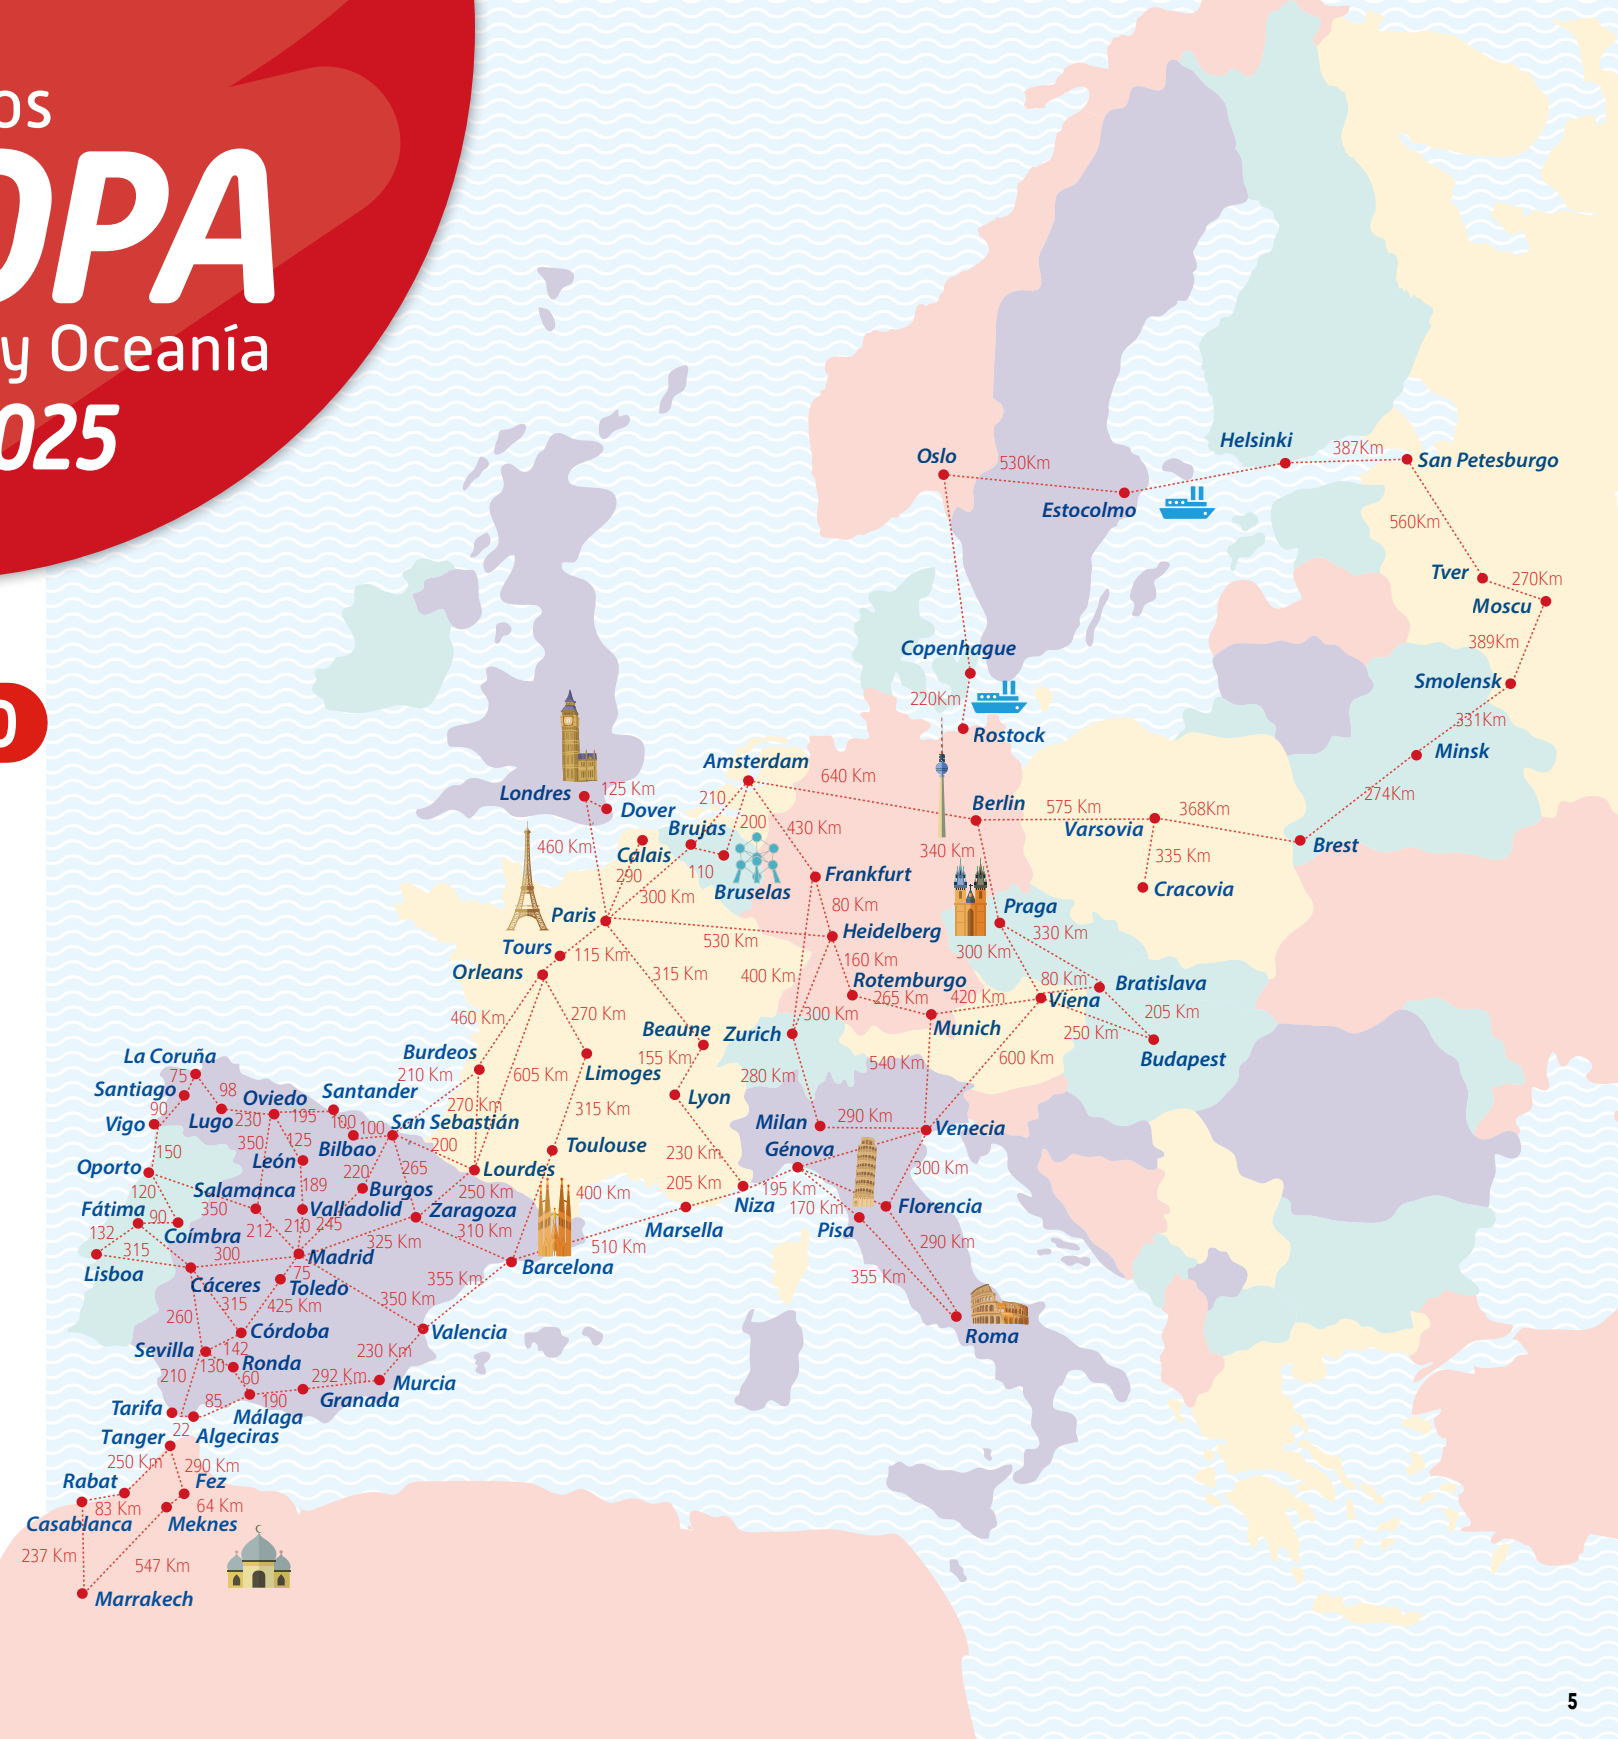 os
OPA
y Oceanía
025
Oslo
530Km
Estocolmo
Helsinki
387Km
San Petesburgo
560Km
Tver
270Km
Moscu
389Km
Smolensk
331Km
Minsk
274Km
Copenhague
220Km
Rostock
Amsterdam
640 Km
Berlin
575 Km
Varsovia
368Km
Brest
335 Km
Cracovia
Londres
125 Km
Dover
210
Brujas
200
430 Km
460 Km
Calais
290
110
Bruselas
300 Km
340 Km
Frankfurt
80 Km
Heidelberg
Paris
530 Km
Praga
330 Km
300 Km
Tours
115 Km
Orleans
315 Km
400 Km
160 Km
Rotemburgo
265 Km
420 Km
80 Km
Bratislava
Viena
205 Km
250 Km
Budapest
460 Km
270 Km
Beaune
Zurich
300 Km
Munich
155 Km
540 Km
600 Km
Burdeos
210 Km
605 Km
Limoges
280 Km
Lyon
270 Km
315 Km
Milan
290 Km
Venecia
La Coruña
75
Santiago
98
Oviedo
Santander
90
Vigo
Lugo
230
195
100
100
San Sebastián
350
125
Bilbao
200
Toulouse
230 Km
Génova
300 Km
150
Oporto
León
220
265
Lourdes
Salamanca
189
Burgos
250 Km
400 Km
205 Km
195 Km
120
Fátima
90
350
Valladolid
Zaragoza
Niza
170 Km
Florencia
132
Coímbra
212
210
245
325 Km
310 Km
Marsella
Pisa
315
300
Madrid
510 Km
290 Km
Lisboa
75
Barcelona
Cáceres
Toledo
355 Km
355 Km
260
315
425 Km
350 Km
Córdoba
Valencia
Roma
Sevilla
142
230 Km
Ronda
210
130
60
292 Km
Murcia
Tarifa
85
190
Granada
Málaga
22
Tanger
Algeciras
250 Km
290 Km
Rabat
Fez
83 Km
64 Km
Casablanca
Meknes
237 Km
547 Km
Marrakech
5